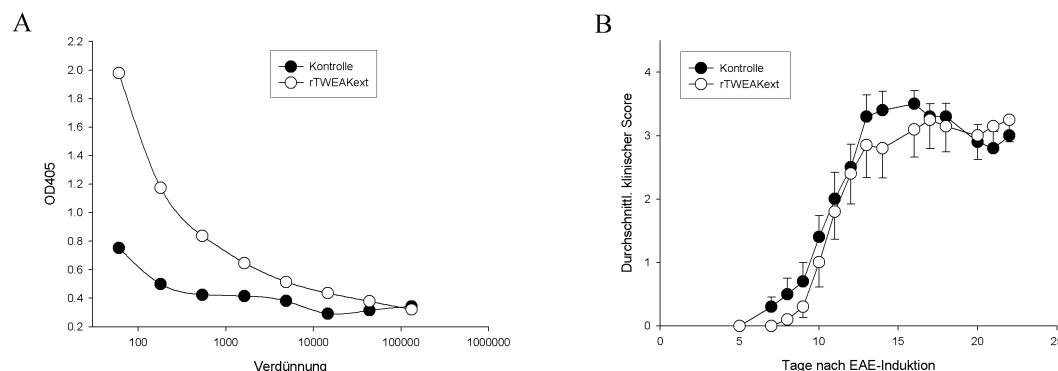 A
2.2
2.0
1.8
1.6
1.4
1.2
1.0
0.8
0.6
0.4
0.2
OD405
100
1000
10000
100000
1000000
Verdünnung
Kontrolle
rTWEAKext
B
4
3
2
1
0
Durchschnittl. klinischer Score
0
5
10
15
20
25
Tage nach EAE-Induktion
Kontrolle
rTWEAKext